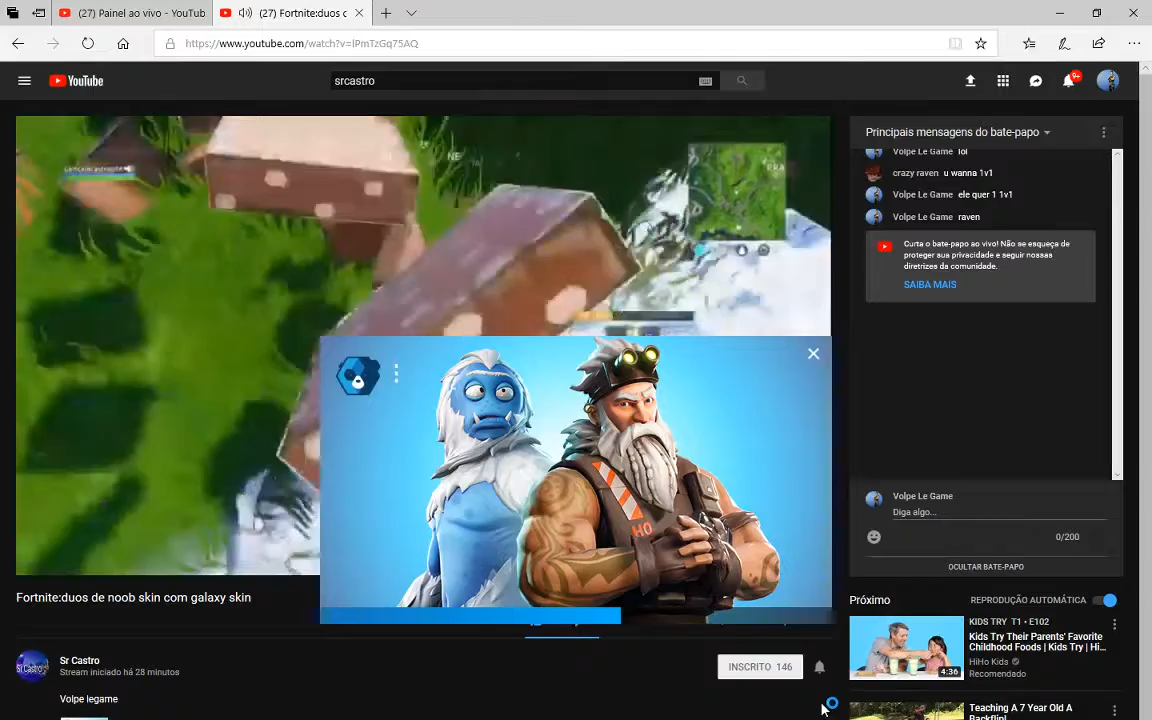 (27) Painel ao vivo - YouTub
(27) Fortnite:duos c
https://www.youtube.com/watch?v=lPmTzGq75AQ
YouTube
srcastro
9+
NE
Principais mensagens do bate-papo
Volpe Le Game lol
crazy raven u wanna 1v1
Volpe Le Game ele quer 1 1v1
Volpe Le Game raven
Curta o bate-papo ao vivo! Não se esqueça de
proteger sua privacidade e seguir nossas
diretrizes da comunidade.
SAIBA MAIS
HO
Volpe Le Game
Diga algo...
0/200
OCULTAR BATE-PAPO
Fortnite:duos de noob skin com galaxy skin
Sr Castro
Sr Castro
Stream iniciado há 28 minutos
INSCRITO 146
Volpe legame
Próximo
REPRODUÇÃO AUTOMÁTICA
KIDS TRY T1 • E102
Kids Try Their Parents' Favorite
Childhood Foods | Kids Try | Hi...
HiHo Kids
Recomendado
4:36
Teaching A 7 Year Old A
Backflip!